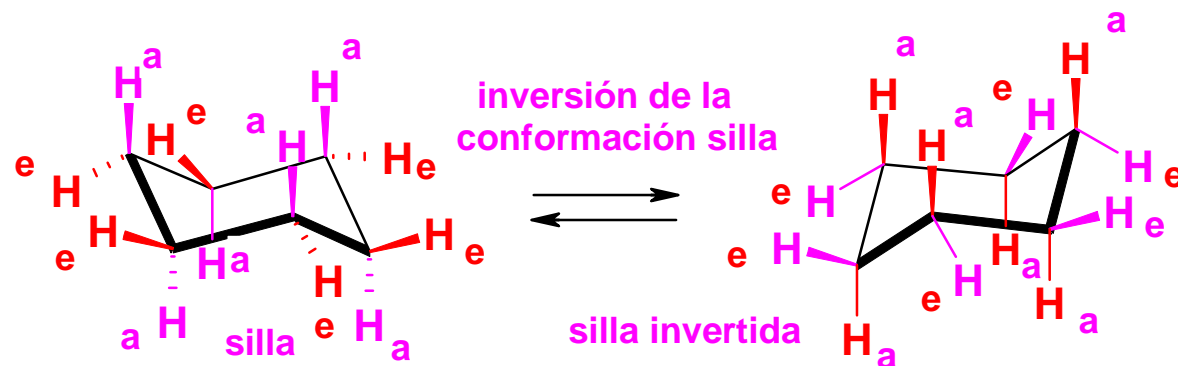 H a
H a
H e
a H
e H
H e
e H
H a
H e
H e
a H
H a
silla
inversión de la
conformación silla
silla invertida
H a
H a
e H
H a
e H
H e
H e
e H
H a
e H
H a
H a